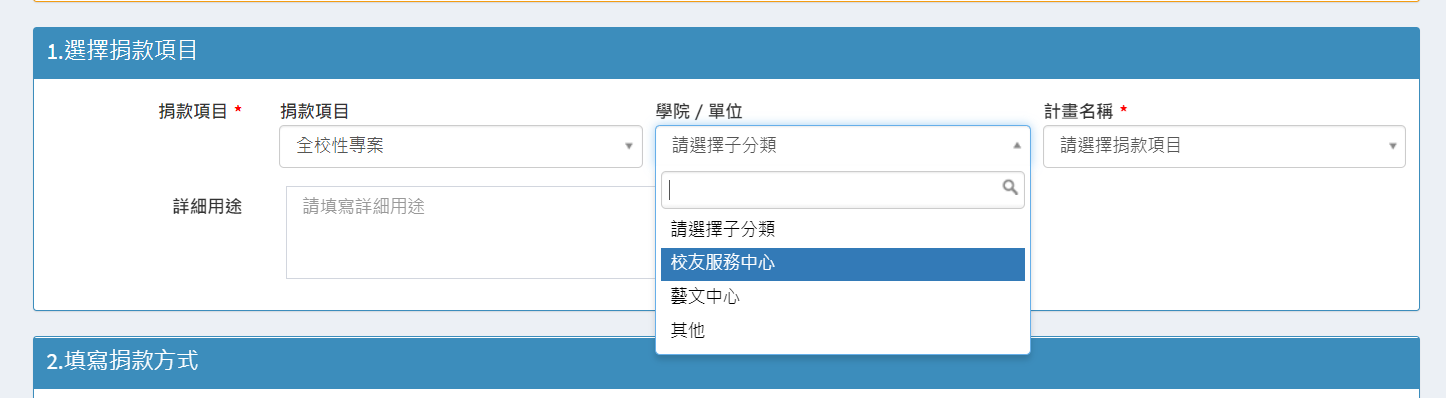 1.選擇捐款項目
捐款項目 * 捐款項目 學院 / 單位 計畫名稱 *
全校性專案 請選擇子分類 請選擇捐款項目
詳細用途 請填寫詳細用途
請選擇子分類
校友服務中心
藝文中心
其他
2.填寫捐款方式